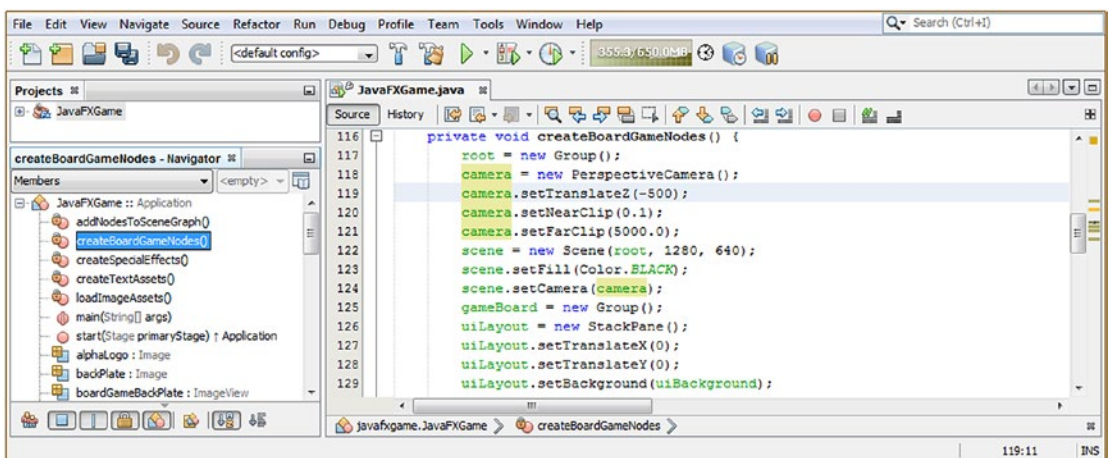 File Edit View Navigate Source Refactor Run Debug Profile Team Tools Window Help
Search (Ctrl+I)
<default config>
355.3/650.0MB
Projects
JavaFXGame
createBoardGameNodes - Navigator
Members
<empty>
JavaFXGame :: Application
addNodesToSceneGraph()
createBoardGameNodes()
createSpecialEffects()
createTextAssets()
loadImageAssets()
main(String[] args)
start(Stage primaryStage) ↑ Application
alphaLogo : Image
backPlate : Image
boardGameBackPlate : ImageView
JavaFXGame.java
Source History
116 private void createBoardGameNodes() {
117 root = new Group();
118 camera = new PerspectiveCamera();
119 camera.setTranslateZ(-500);
120 camera.setNearClip(0.1);
121 camera.setFarClip(5000.0);
122 scene = new Scene(root, 1280, 640);
123 scene.setFill(Color.BLACK);
124 scene.setCamera(camera);
125 gameBoard = new Group();
126 uiLayout = new StackPane();
127 uiLayout.setTranslateX(0);
128 uiLayout.setTranslateY(0);
129 uiLayout.setBackground(uiBackground);
javafxgame.JavaFXGame createBoardGameNodes
119:11 INS